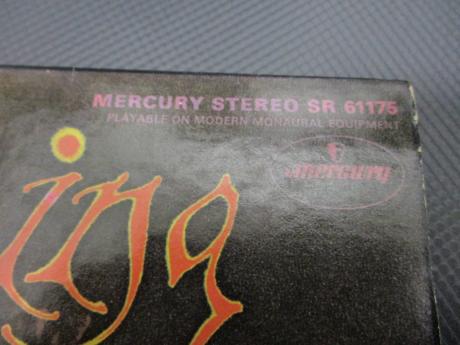 MERCURY STEREO SR 61175
PLAYABLE ON MODERN MONAURAL EQUIPMENT
mercury
ing